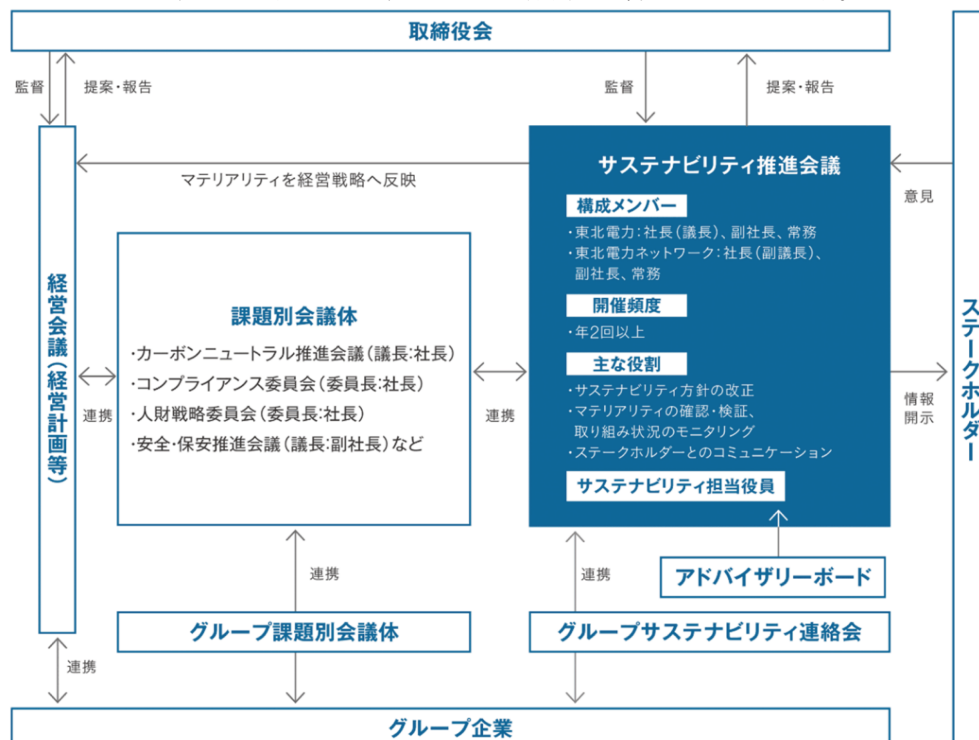 取締役会
監督
提案・報告
監督
提案・報告
マテリアリティを経営戦略へ反映
経営会議(経営計画等)
連携
課題別会議体
・カーボンニュートラル推進会議(議長:社長)
・コンプライアンス委員会(委員長:社長)
・人財戦略委員会(委員長:社長)
・安全・保安推進会議(議長:副社長)など
連携
サステナビリティ推進会議
構成メンバー
・東北電力:社長(議長)、副社長、常務
・東北電力ネットワーク:社長(副議長)、
副社長、常務
開催頻度
・年2回以上
主な役割
・サステナビリティ方針の改正
・マテリアリティの確認・検証、
取り組み状況のモニタリング
・ステークホルダーとのコミュニケーション
サステナビリティ担当役員
意見
情報
開示
ステークホルダー
連携
連携
アドバイザリーボード
グループ課題別会議体
グループサステナビリティ連絡会
連携
グループ企業